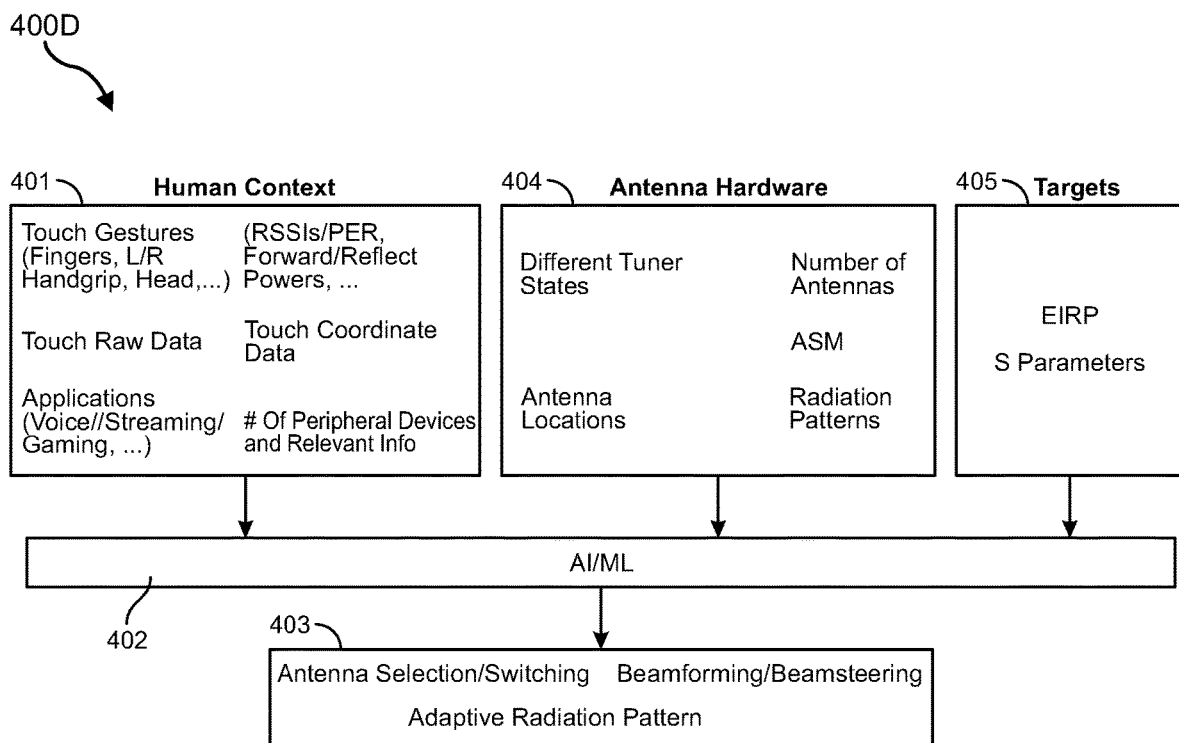 400D
401
Human Context
Touch Gestures
(Fingers, L/R
Handgrip, Head,...)
(RSSIs/PER,
Forward/Reflect
Powers, ...
Touch Raw Data
Touch Coordinate
Data
Applications
(Voice//Streaming/
Gaming, ...)
# Of Peripheral Devices
and Relevant Info
404
Antenna Hardware
Different Tuner
States
Number of
Antennas
ASM
Antenna
Locations
Radiation
Patterns
405
Targets
EIRP
S Parameters
AI/ML
402
403
Antenna Selection/Switching
Beamforming/Beamsteering
Adaptive Radiation Pattern